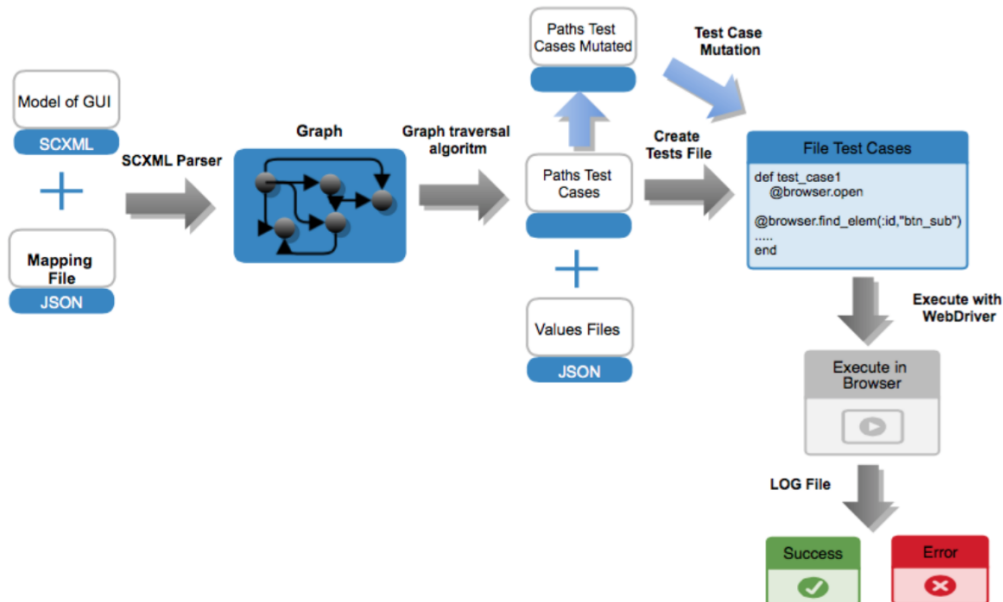 Model of GUI
SCXML
Mapping
File
JSON
SCXML Parser
Graph
Graph traversal
algoritm
Paths Test
Cases Mutated
Test Case
Mutation
Paths Test
Cases
Create
Tests File
Values Files
JSON
File Test Cases
def test_case1
@browser.open
@browser.find_elem(:id,"btn_sub")
.....
end
Execute with
WebDriver
Execute in
Browser
LOG File
Success
Error